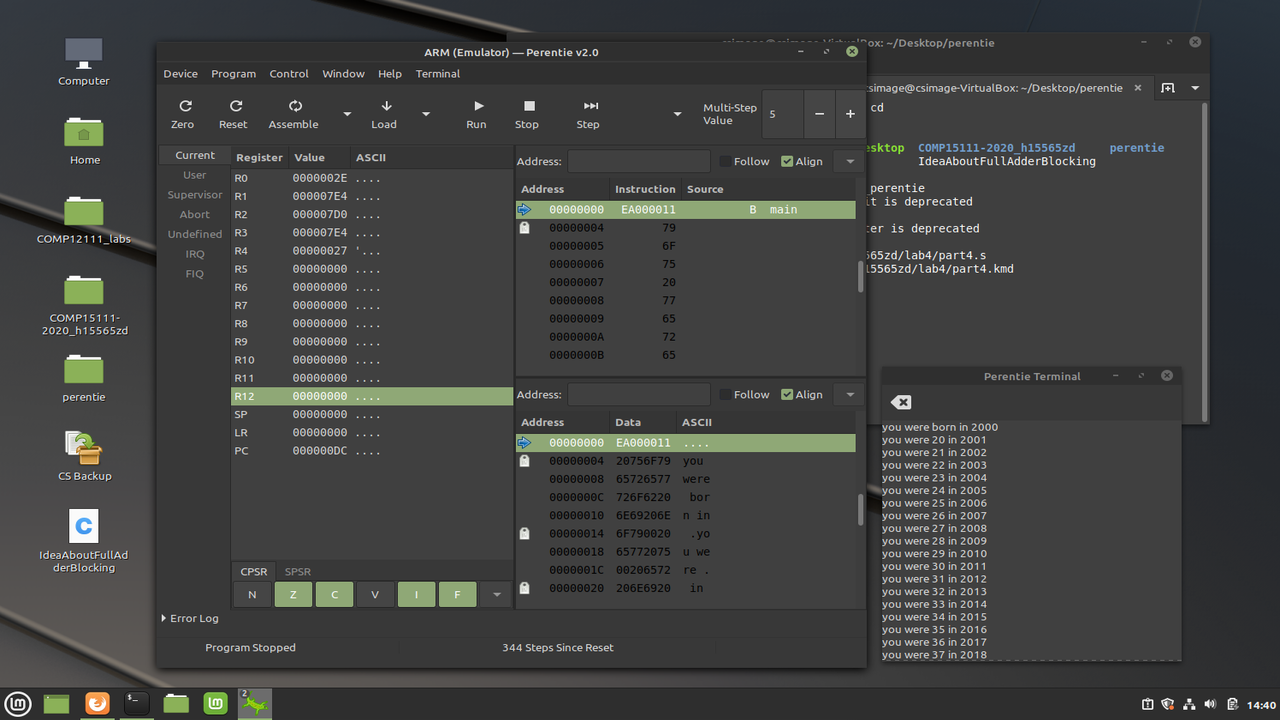 Computer
Home
COMP12111_labs
COMP15111-
2020_h15565zd
perentie
CS Backup
IdeaAboutFullAd
derBlocking
ARM (Emulator) — Perentie v2.0
Device Program Control Window Help Terminal
Zero Reset Assemble Load Run Stop Step
Multi-Step
Value
5
Current
User
Supervisor
Abort
Undefined
IRQ
FIQ
Register Value ASCII
R0 0000002E ....
R1 000007E4 ....
R2 000007D0 ....
R3 000007E4 ....
R4 00000027 '...
R5 00000000 ....
R6 00000000 ....
R7 00000000 ....
R8 00000000 ....
R9 00000000 ....
R10 00000000 ....
R11 00000000 ....
R12 00000000 ....
SP 00000000 ....
LR 00000000 ....
PC 000000DC ....
CPSR SPSR
N Z C V I F
Address: Follow Align
Address Instruction Source
00000000 EA000011 B main
00000004 79
00000005 6F
00000006 75
00000007 20
00000008 77
00000009 65
0000000A 72
0000000B 65
Address: Follow Align
Address Data ASCII
00000000 EA000011 ....
00000004 20756F79 you
00000008 65726577 were
0000000C 726F6220 bor
00000010 6E69206E n in
00000014 6F790020 .yo
00000018 65772075 u we
0000001C 00206572 re .
00000020 206E6920 in
Error Log
Program Stopped
344 Steps Since Reset
csimage@csimage-VirtualBox: ~/Desktop/perentie
csimage@csimage-VirtualBox: ~/Desktop/perentie
cd
esktop COMP15111-2020_h15565zd perentie
IdeaAboutFullAdderBlocking
_perentie
it is deprecated
ter is deprecated
565zd/lab4/part4.s
15565zd/lab4/part4.kmd
Perentie Terminal
you were born in 2000
you were 20 in 2001
you were 21 in 2002
you were 22 in 2003
you were 23 in 2004
you were 24 in 2005
you were 25 in 2006
you were 26 in 2007
you were 27 in 2008
you were 28 in 2009
you were 29 in 2010
you were 30 in 2011
you were 31 in 2012
you were 32 in 2013
you were 33 in 2014
you were 34 in 2015
you were 35 in 2016
you were 36 in 2017
you were 37 in 2018
2
14:40